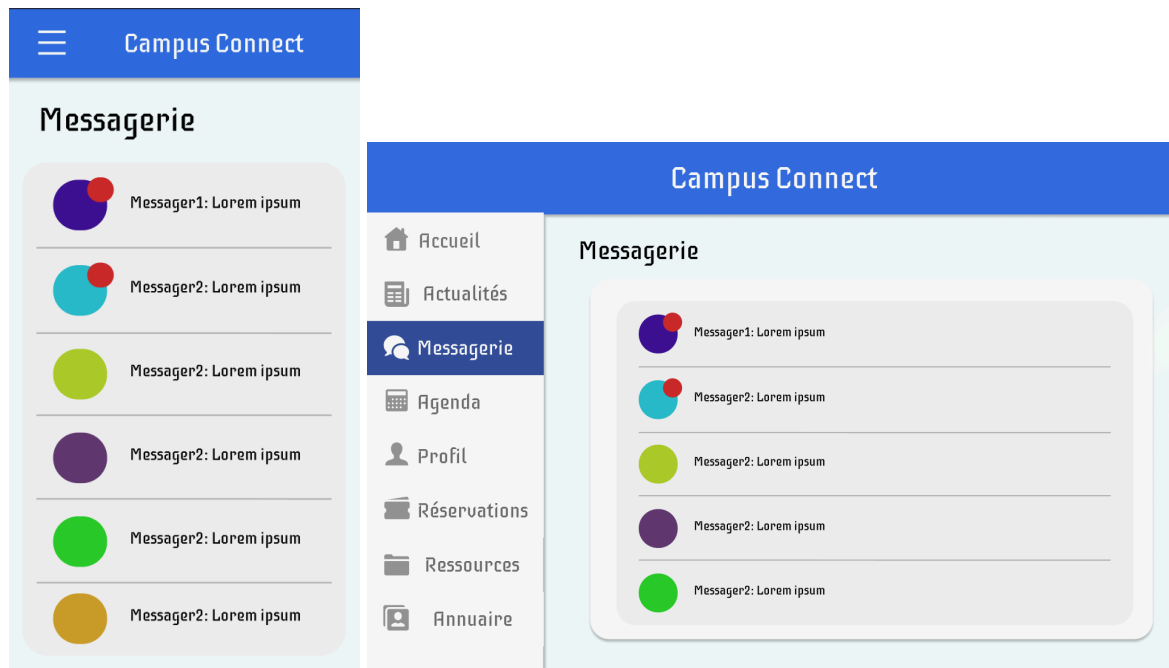 Campus Connect
Messagerie
Messager1: Lorem ipsum
Messager2: Lorem ipsum
Messager2: Lorem ipsum
Messager2: Lorem ipsum
Messager2: Lorem ipsum
Messager2: Lorem ipsum
Campus Connect
Accueil
Actualités
Messagerie
Agenda
Profil
Réservations
Ressources
Annuaire
Messagerie
Messager1: Lorem ipsum
Messager2: Lorem ipsum
Messager2: Lorem ipsum
Messager2: Lorem ipsum
Messager2: Lorem ipsum